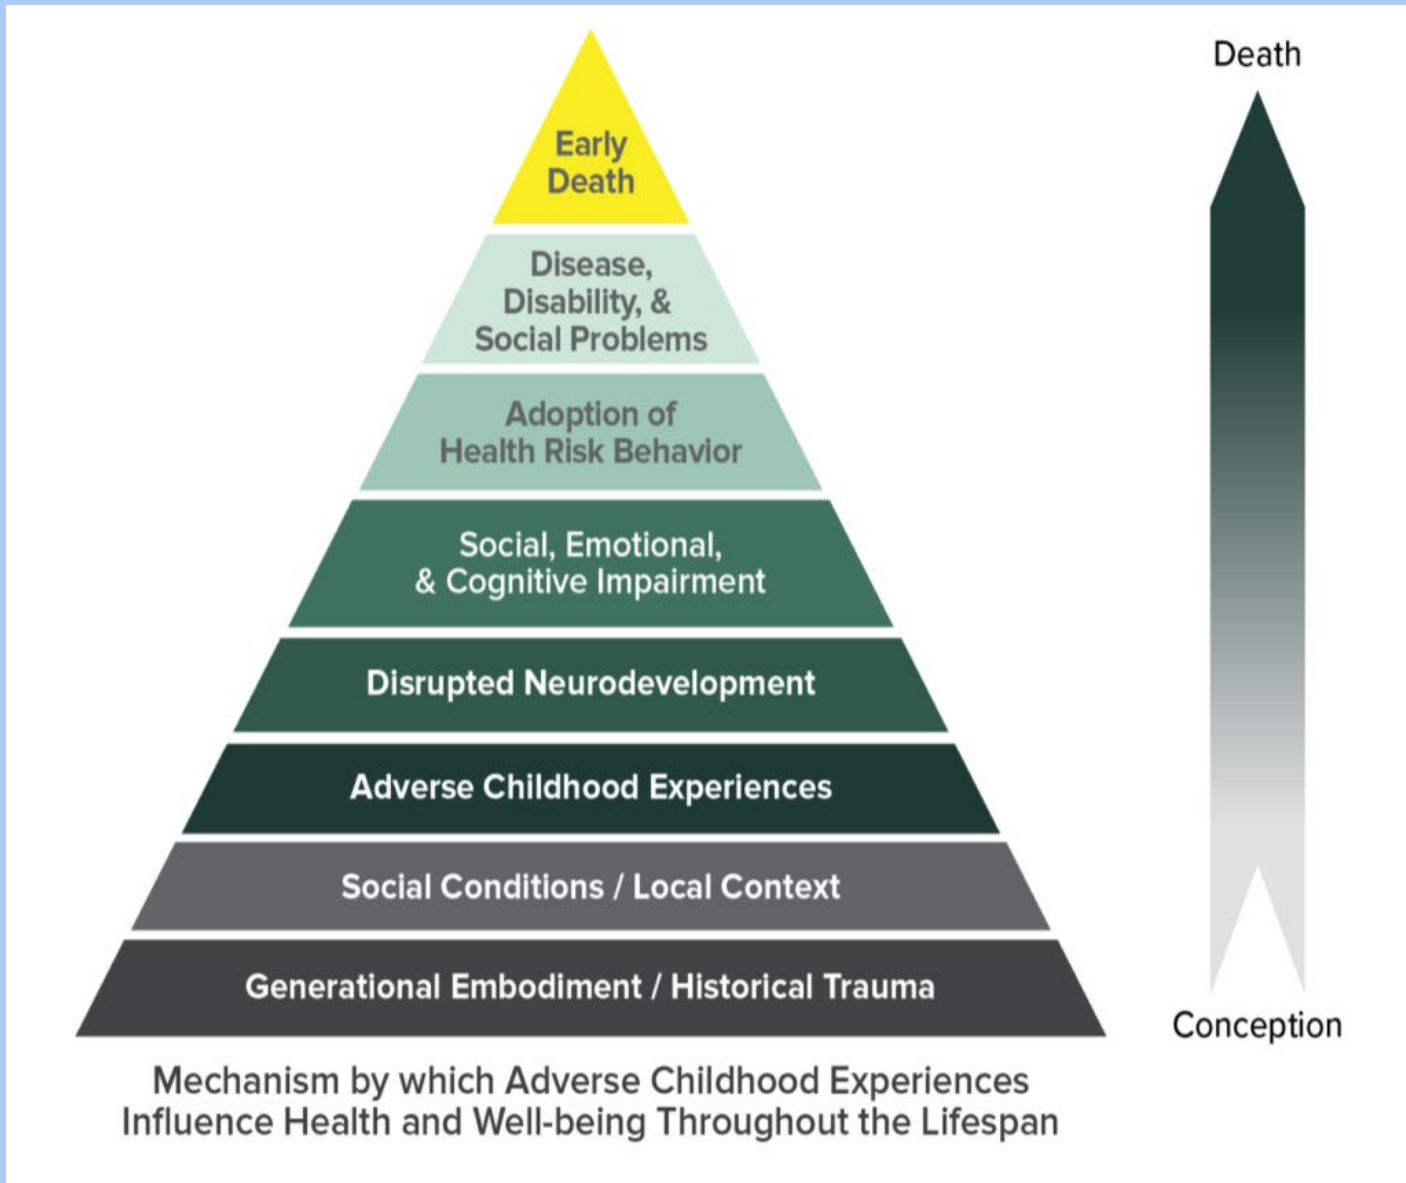 Death
Early
Death
Disease,
Disability, &
Social Problems
Adoption of
Health Risk Behavior
Social, Emotional,
& Cognitive Impairment
Disrupted Neurodevelopment
Adverse Childhood Experiences
Social Conditions / Local Context
Generational Embodiment / Historical Trauma
Conception
Mechanism by which Adverse Childhood Experiences
Influence Health and Well-being Throughout the Lifespan